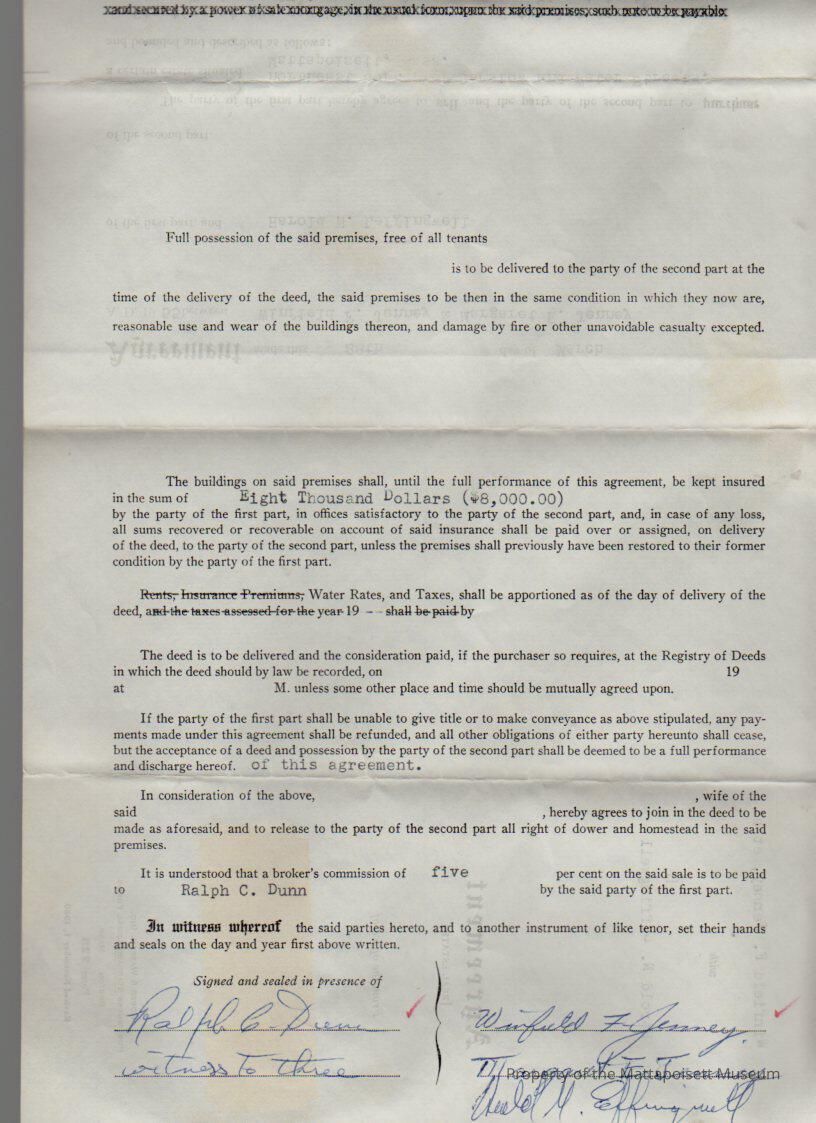 and secured by a power of sale mortgage, in the usual form, upon the said premises, such note to be payable
Full possession of the said premises, free of all tenants
is to be delivered to the party of the second part at the
time of the delivery of the deed, the said premises to be then in the same condition in which they now are,
reasonable use and wear of the buildings thereon, and damage by fire or other unavoidable casualty excepted.
The buildings on said premises shall, until the full performance of this agreement, be kept insured
in the sum of Eight Thousand Dollars ($8,000.00)
by the party of the first part, in offices satisfactory to the party of the second part, and, in case of any loss,
all sums recovered or recoverable on account of said insurance shall be paid over or assigned, on delivery
of the deed, to the party of the second part, unless the premises shall previously have been restored to their former
condition by the party of the first part.
Rents, Insurance Premiums, Water Rates, and Taxes, shall be apportioned as of the day of delivery of the
deed, and the taxes assessed for the year 19 -- shall be paid by
The deed is to be delivered and the consideration paid, if the purchaser so requires, at the Registry of Deeds
in which the deed should by law be recorded, on 19
at M. unless some other place and time should be mutually agreed upon.
If the party of the first part shall be unable to give title or to make conveyance as above stipulated, any pay-
ments made under this agreement shall be refunded, and all other obligations of either party hereunto shall cease,
but the acceptance of a deed and possession by the party of the second part shall be deemed to be a full performance
and discharge hereof. of this agreement.
In consideration of the above, , wife of the
said , hereby agrees to join in the deed to be
made as aforesaid, and to release to the party of the second part all right of dower and homestead in the said
premises.
It is understood that a broker's commission of five per cent on the said sale is to be paid
to Ralph C. Dunn by the said party of the first part.
In witness whereof the said parties hereto, and to another instrument of like tenor, set their hands
and seals on the day and year first above written.
Signed and sealed in presence of
Ralph C. Dunn Winfield F. Jenney
witness to three
Property of the Mattapoisett Museum
Harold M. Leffingwell